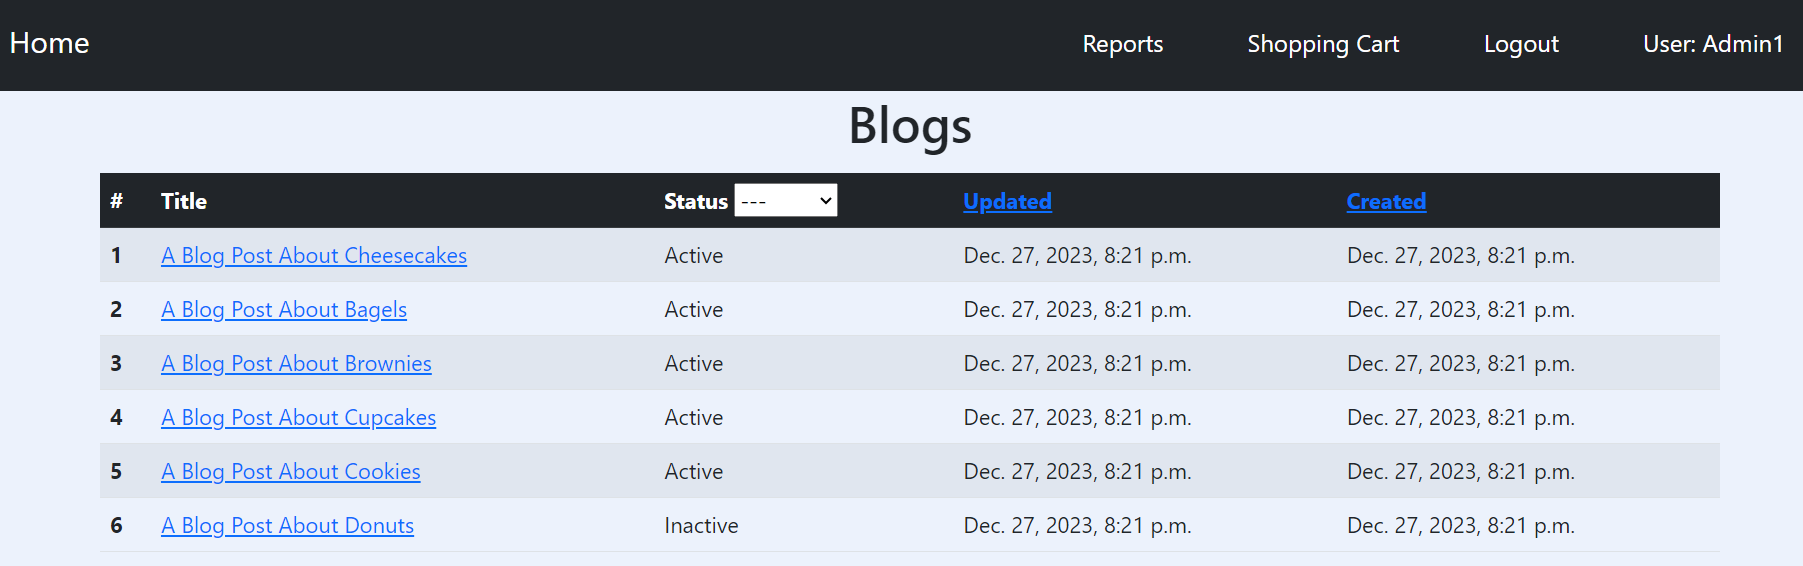 Home Reports Shopping Cart Logout User: Admin1
Blogs
# Title Status --- Updated Created
1 A Blog Post About Cheesecakes Active Dec. 27, 2023, 8:21 p.m. Dec. 27, 2023, 8:21 p.m.
2 A Blog Post About Bagels Active Dec. 27, 2023, 8:21 p.m. Dec. 27, 2023, 8:21 p.m.
3 A Blog Post About Brownies Active Dec. 27, 2023, 8:21 p.m. Dec. 27, 2023, 8:21 p.m.
4 A Blog Post About Cupcakes Active Dec. 27, 2023, 8:21 p.m. Dec. 27, 2023, 8:21 p.m.
5 A Blog Post About Cookies Active Dec. 27, 2023, 8:21 p.m. Dec. 27, 2023, 8:21 p.m.
6 A Blog Post About Donuts Inactive Dec. 27, 2023, 8:21 p.m. Dec. 27, 2023, 8:21 p.m.